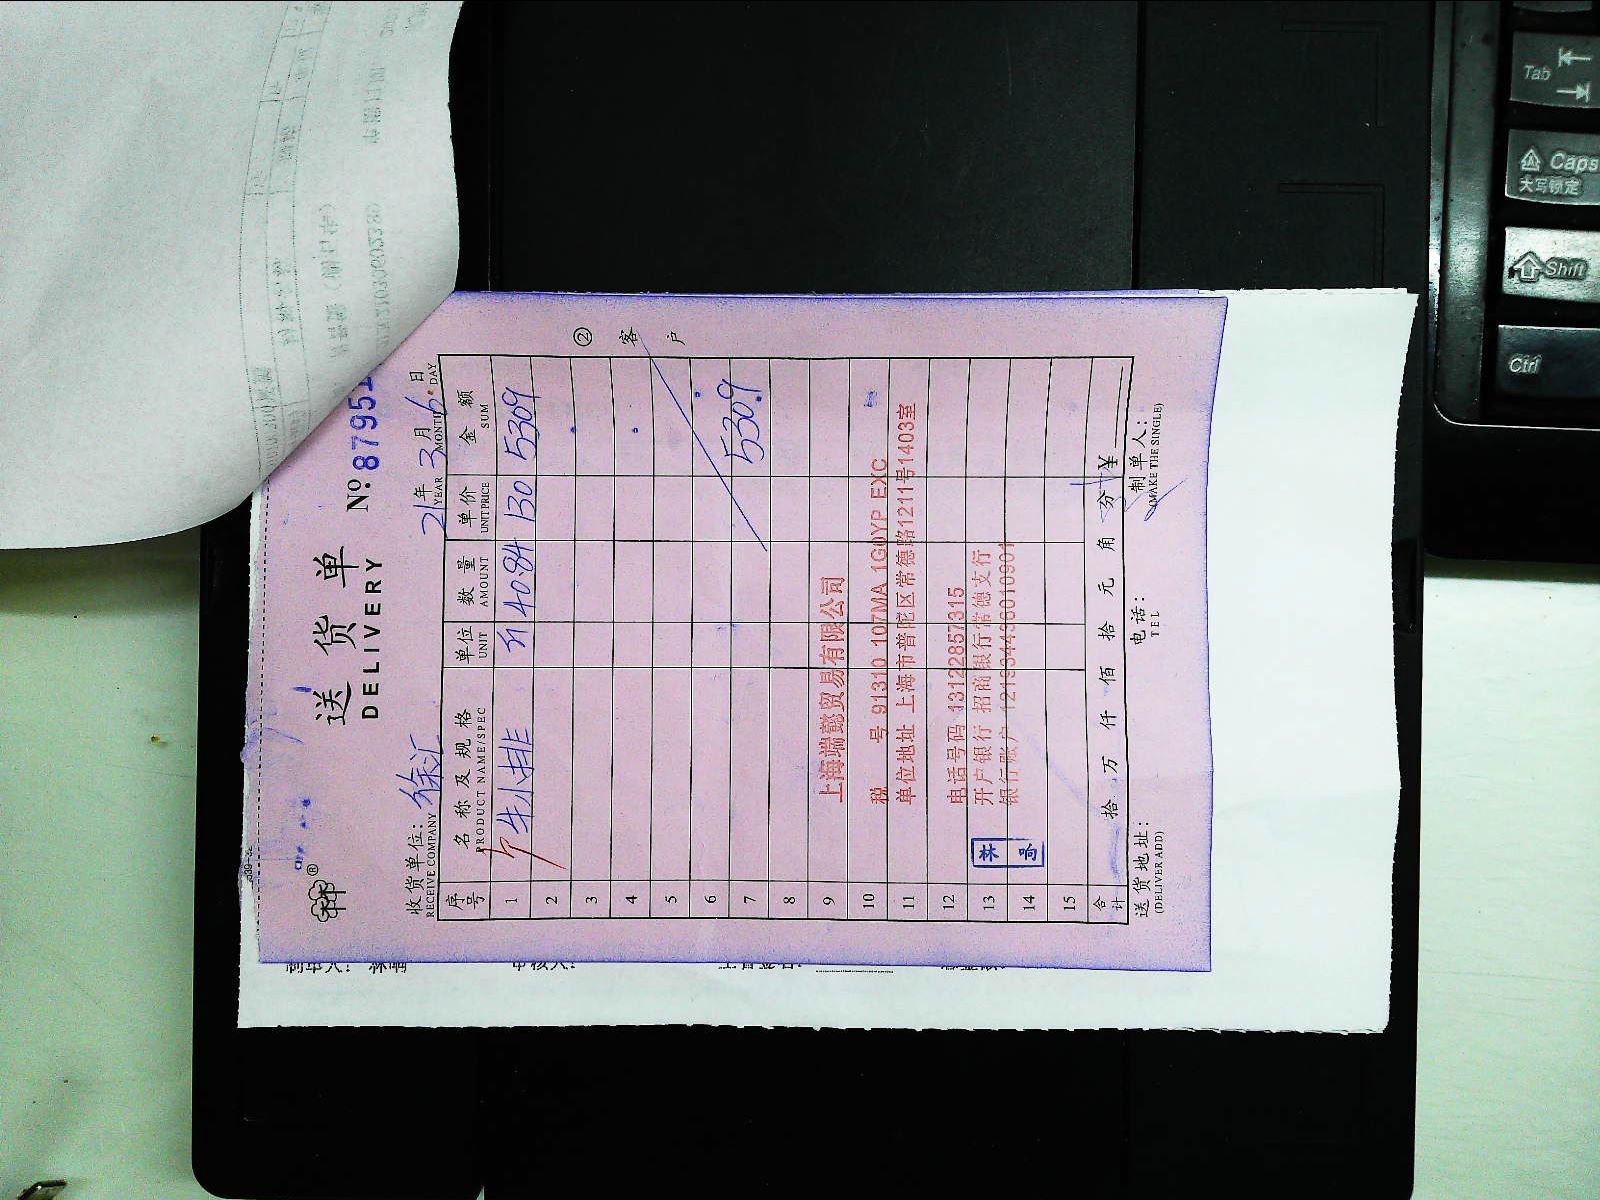 送货单
DELIVERY
№ 8795
收货单位: 徐汇
RECEIVE COMPANY
21年 3月 6日
YEAR MONTH DAY
序号 名称及规格 单位 数量 单价 金额
PRODUCT NAME/SPEC UNIT AMOUNT UNIT PRICE SUM
1 牛小排 斤 40.84 130 5309
2
3
4
5
6
7 5309
8
9
10
11
12
13
14
15
② 客户
上海端懿贸易有限公司
税 号 91310 107MA 1G0YP EXC
单位地址 上海市普陀区常德路1211号1403室
电话号码 13122857315
开户银行 招商银行常德支行
银行账户 121934436010901
林响
合计 拾 万 仟 佰 拾 元 角 分 ¥
送货地址: 电话: 制单人:
(DELIVER ADD) TEL (MAKE THE SINGLE)
Tab
Caps
大写锁定
Shift
Ctrl